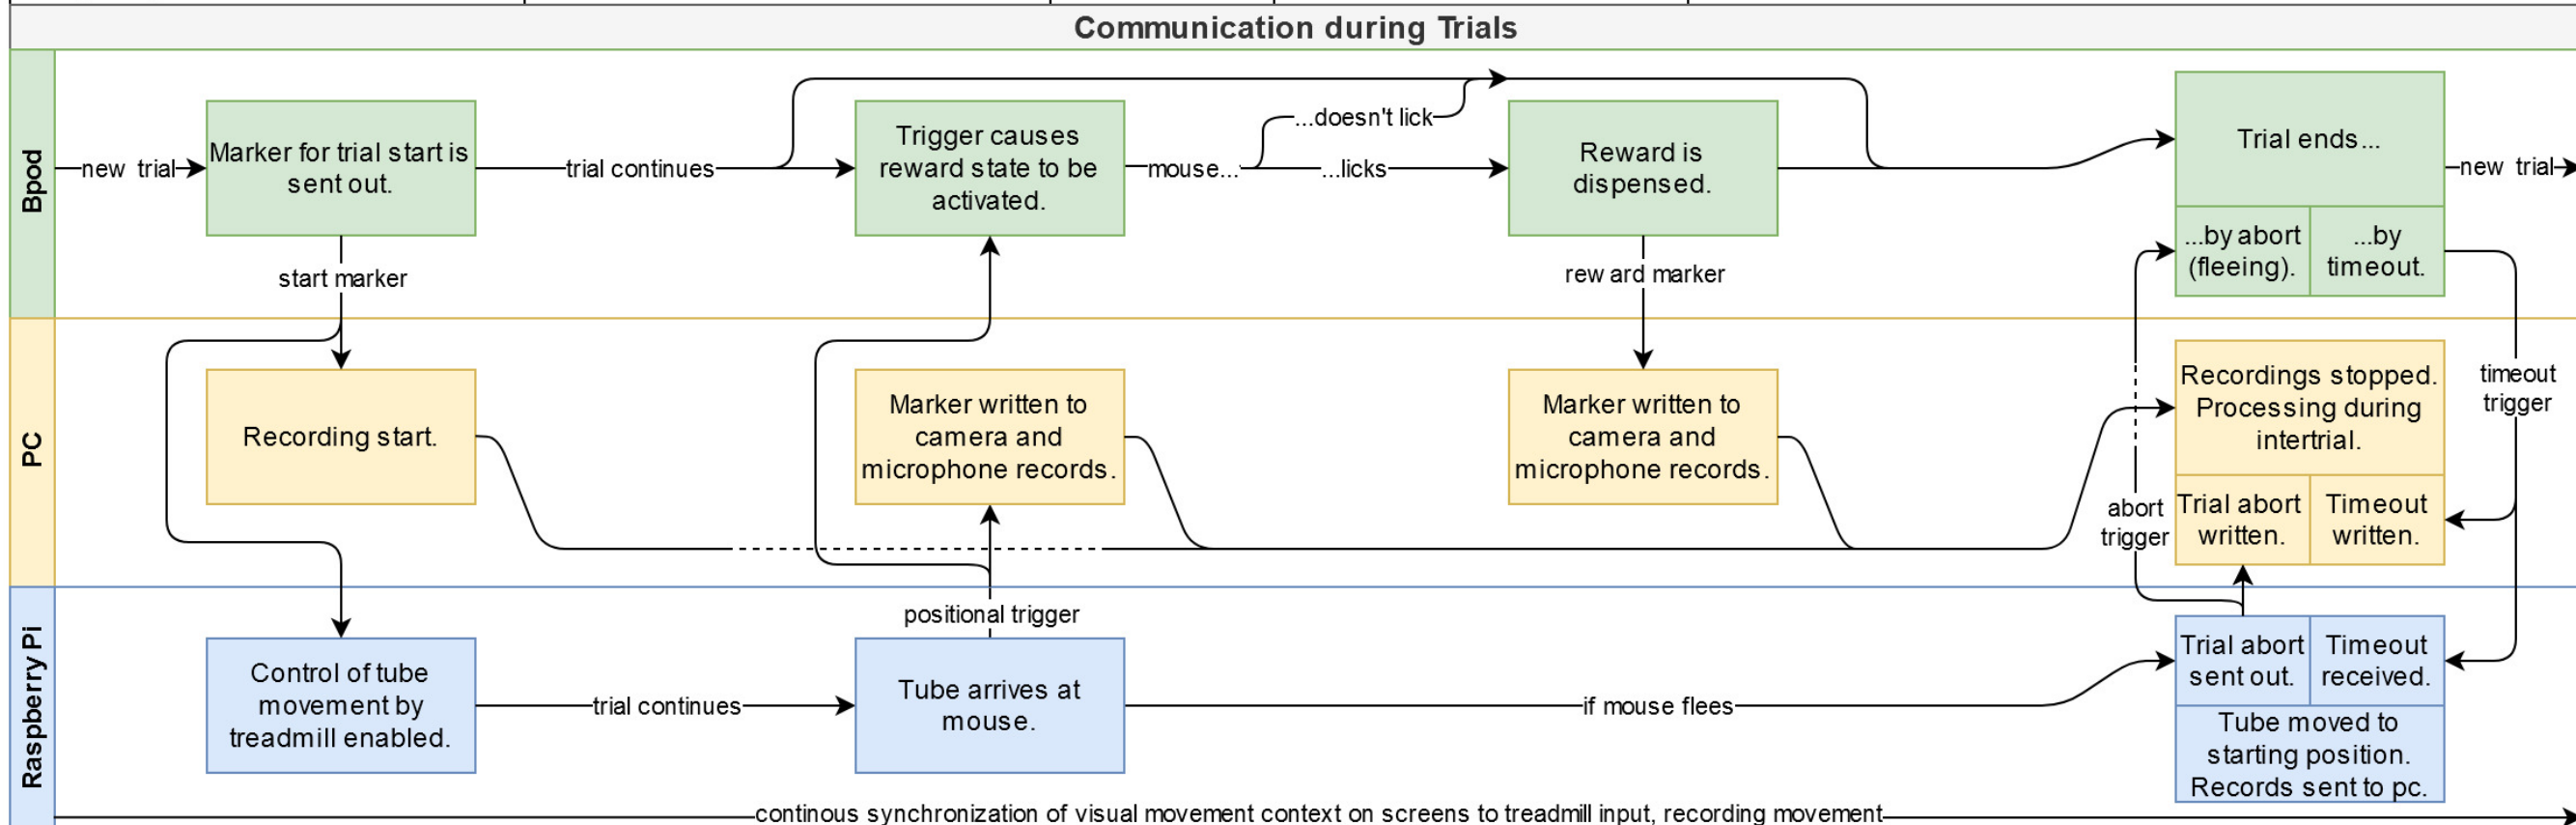 Communication during Trials
Bpod
new trial
Marker for trial start is
sent out.
trial continues
Trigger causes
reward state to be
activated.
mouse...
...doesn't lick
...licks
Reward is
dispensed.
Trial ends...
...by abort
(fleeing).
...by
timeout.
new trial
start marker
reward marker
PC
Recording start.
Marker written to
camera and
microphone records.
Marker written to
camera and
microphone records.
Recordings stopped.
Processing during
intertrial.
Trial abort
written.
Timeout
written.
timeout
trigger
abort
trigger
Raspberry Pi
positional trigger
Control of tube
movement by
treadmill enabled.
trial continues
Tube arrives at
mouse.
if mouse flees
Trial abort
sent out.
Timeout
received.
Tube moved to
starting position.
Records sent to pc.
continous synchronization of visual movement context on screens to treadmill input, recording movement